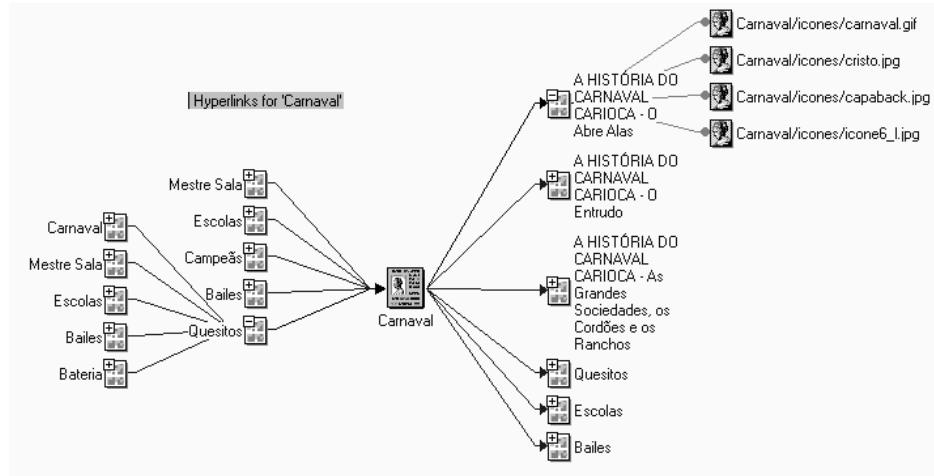 Hyperlinks for 'Carnaval'
Carnaval
Mestre Sala
Escolas
Bailes
Bateria
Mestre Sala
Escolas
Campeãs
Bailes
Quesitos
Carnaval
A HISTÓRIA DO
CARNAVAL
CARIOCA - O
Abre Alas
A HISTÓRIA DO
CARNAVAL
CARIOCA - O
Entrudo
A HISTÓRIA DO
CARNAVAL
CARIOCA - As
Grandes
Sociedades, os
Cordões e os
Ranchos
Quesitos
Escolas
Bailes
Carnaval/icones/carnaval.gif
Carnaval/icones/cristo.jpg
Carnaval/icones/capaback.jpg
Carnaval/icones/icone6_l.jpg